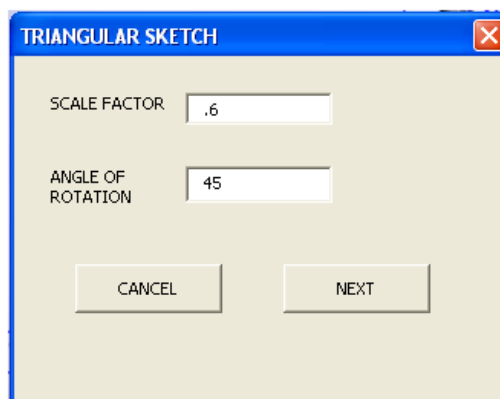 TRIANGULAR SKETCH
SCALE FACTOR .6
ANGLE OF 45
ROTATION
CANCEL NEXT